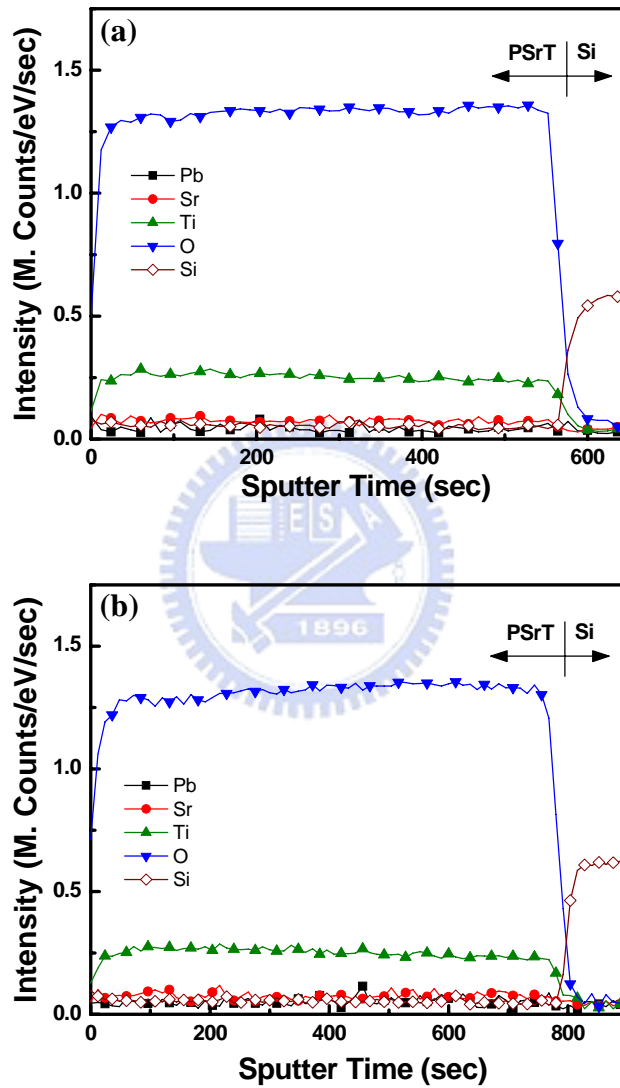 (a)
PSrT Si
1.5
1.0
0.5
0.0
Intensity (M. Counts/eV/sec)
Pb
Sr
Ti
O
Si
0 200 400 600
Sputter Time (sec)
E S A
1896
(b)
PSrT Si
1.5
1.0
0.5
0.0
Intensity (M. Counts/eV/sec)
Pb
Sr
Ti
O
Si
0 200 400 600 800
Sputter Time (sec)